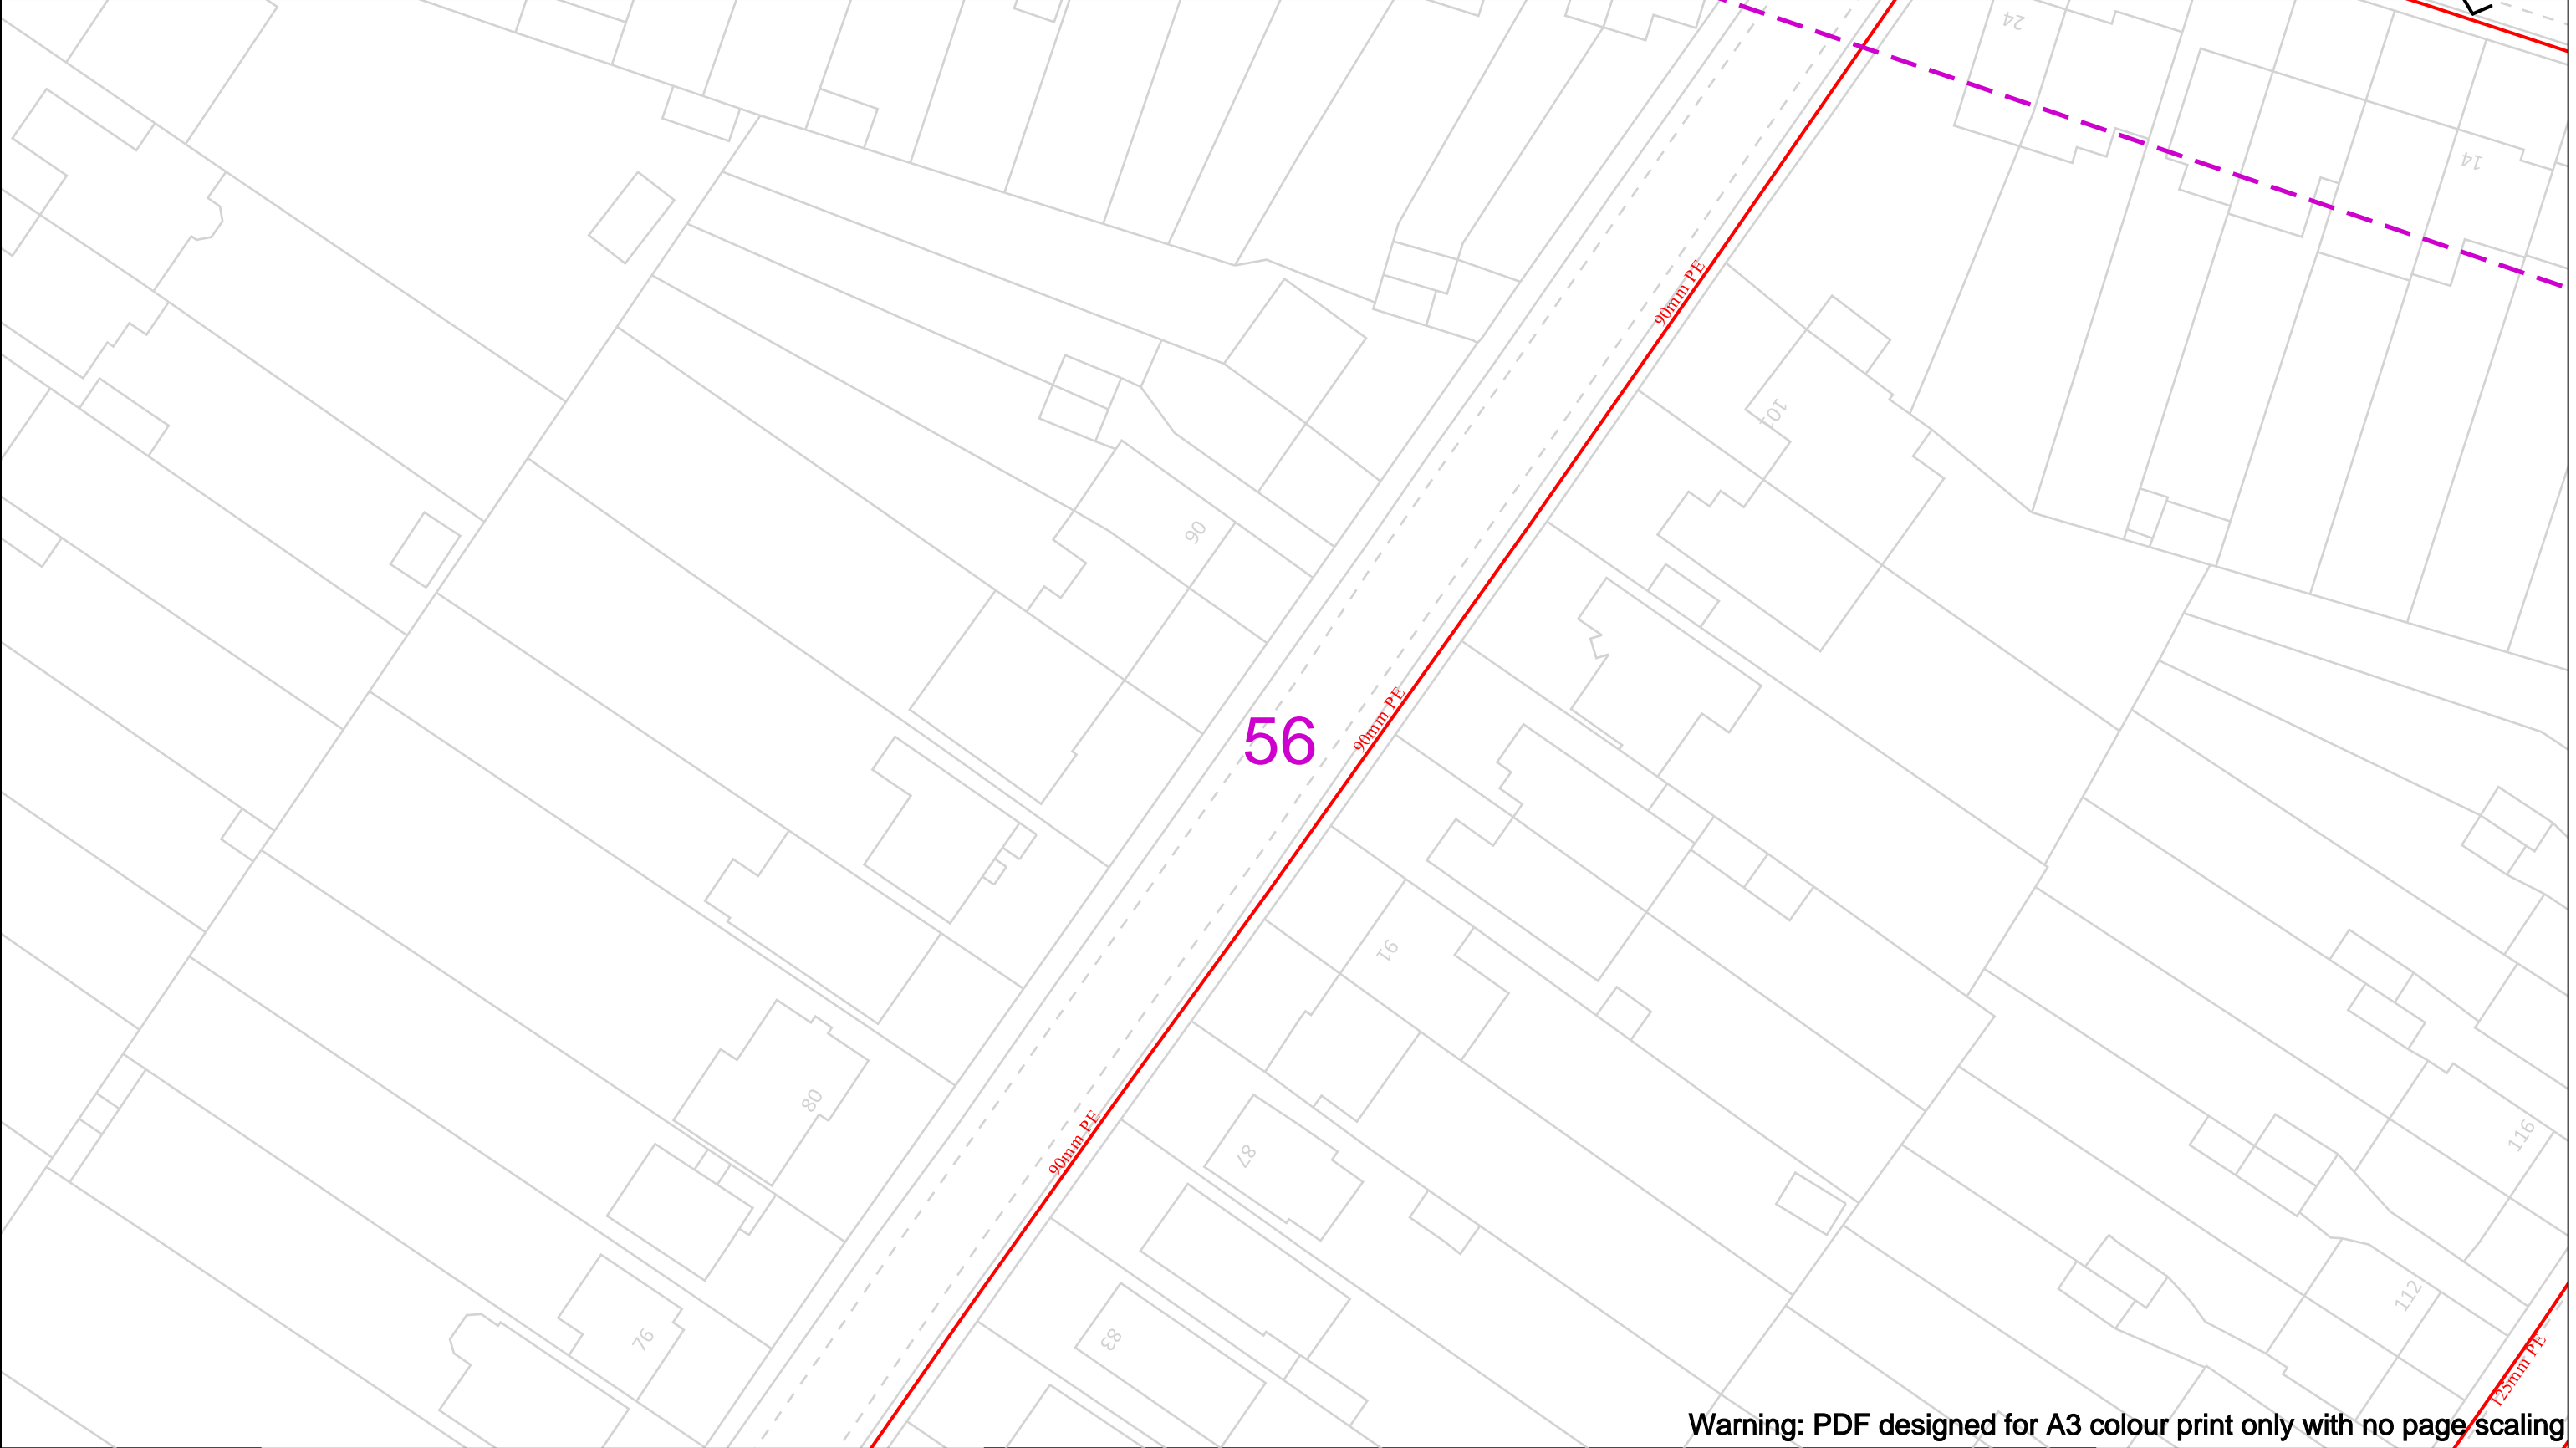 24
14
90mm PE
101
90
56
90mm PE
91
80
90mm PE
87
116
112
76
83
125mm PE
Warning: PDF designed for A3 colour print only with no page scaling